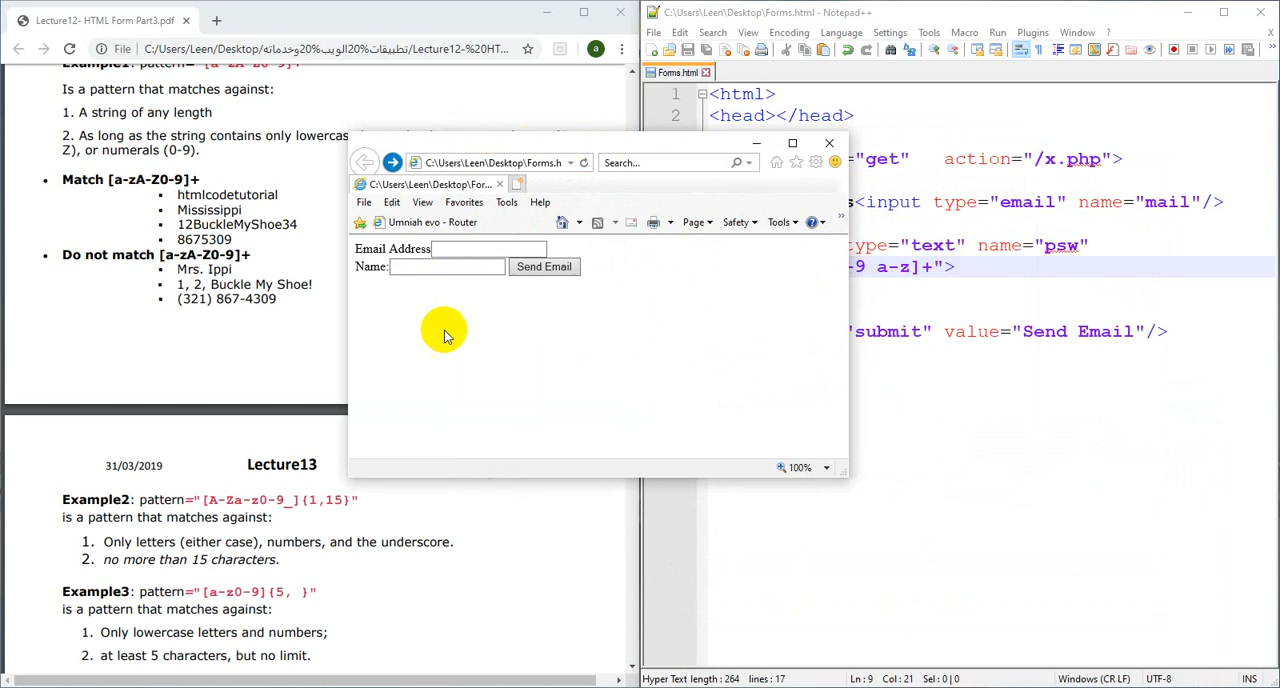 Lecture12- HTML Form Part3.pdf
File
C:/Users/Leen/Desktop/تطبيقات%20الويب%20وخدماته/Lecture12-%20HT...
a
Is a pattern that matches against:
1. A string of any length
2. As long as the string contains only lowercase
Z), or numerals (0-9).
Match [a-zA-Z0-9]+
htmlcodetutorial
Mississippi
12BuckleMyShoe34
8675309
Do not match [a-zA-Z0-9]+
Mrs. Ippi
1, 2, Buckle My Shoe!
(321) 867-4309
31/03/2019
Lecture13
Example2: pattern="[A-Za-z0-9_]{1,15}"
is a pattern that matches against:
1. Only letters (either case), numbers, and the underscore.
2. no more than 15 characters.
Example3: pattern="[a-z0-9]{5, }"
is a pattern that matches against:
1. Only lowercase letters and numbers;
2. at least 5 characters, but no limit.
C:\Users\Leen\Desktop\Forms.h
Search...
C:\Users\Leen\Desktop\For...
File Edit View Favorites Tools Help
Umniah evo - Router
Page Safety Tools
Email Address
Name: Send Email
100%
C:\Users\Leen\Desktop\Forms.html - Notepad++
File Edit Search View Encoding Language Settings Tools Macro Run Plugins Window ? X
Forms.html
1 <html>
2 <head></head>
="get" action="/x.php">
s<input type="email" name="mail"/>
type="text" name="psw"
-9 a-z]+">
"submit" value="Send Email"/>
Hyper Text length : 264 lines : 17 Ln : 9 Col : 21 Sel : 0 | 0 Windows (CR LF) UTF-8 INS